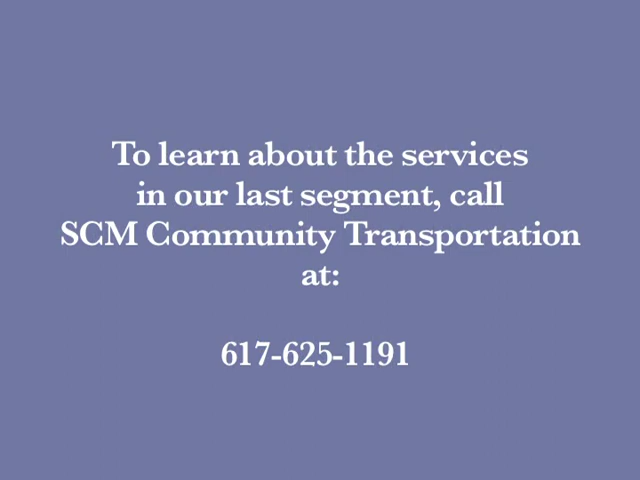 To learn about the services
in our last segment, call
SCM Community Transportation
at:
617-625-1191